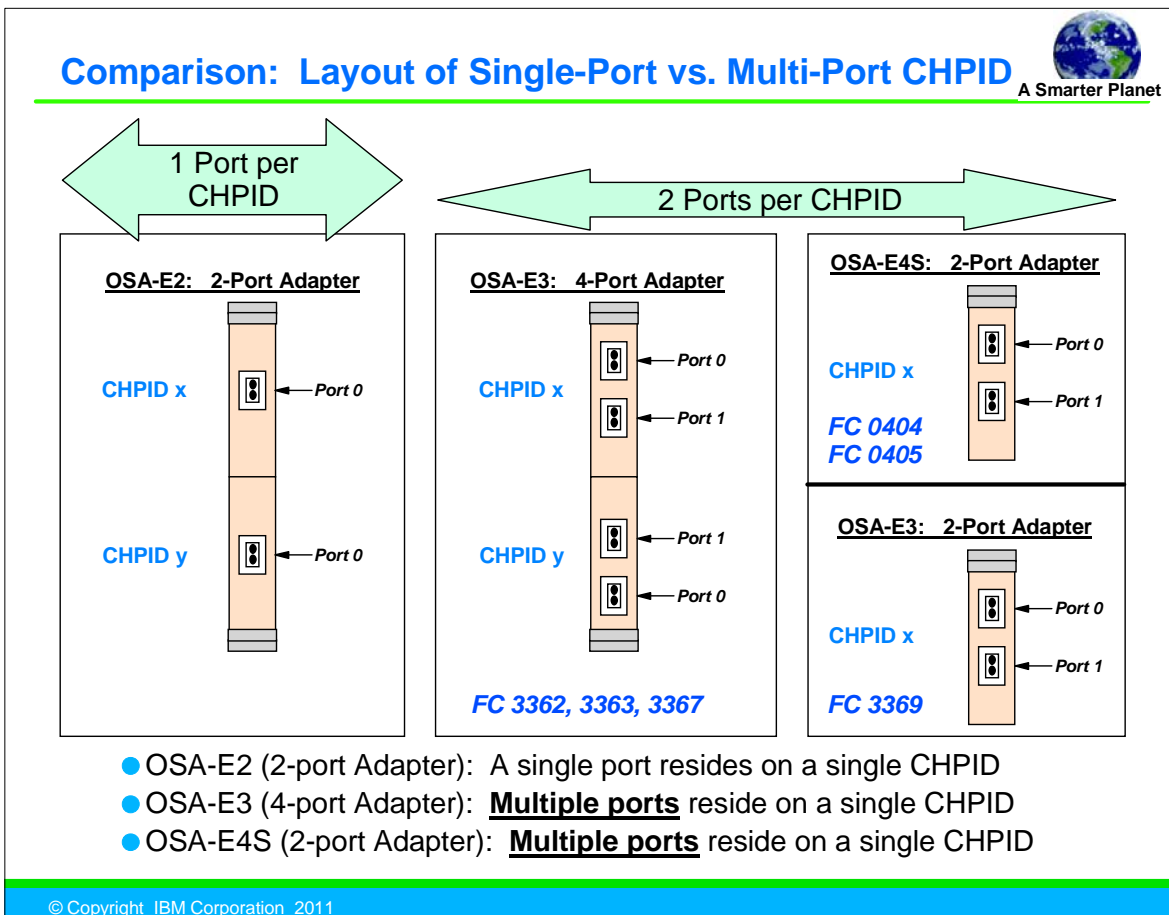 Comparison: Layout of Single-Port vs. Multi-Port CHPID
A Smarter Planet
1 Port per
CHPID
2 Ports per CHPID
OSA-E2: 2-Port Adapter
CHPID x
Port 0
CHPID y
Port 0
OSA-E3: 4-Port Adapter
CHPID x
Port 0
Port 1
CHPID y
Port 1
Port 0
FC 3362, 3363, 3367
OSA-E4S: 2-Port Adapter
CHPID x
Port 0
Port 1
FC 0404
FC 0405
OSA-E3: 2-Port Adapter
CHPID x
Port 0
Port 1
FC 3369
OSA-E2 (2-port Adapter): A single port resides on a single CHPID
OSA-E3 (4-port Adapter): Multiple ports reside on a single CHPID
OSA-E4S (2-port Adapter): Multiple ports reside on a single CHPID
© Copyright IBM Corporation 2011